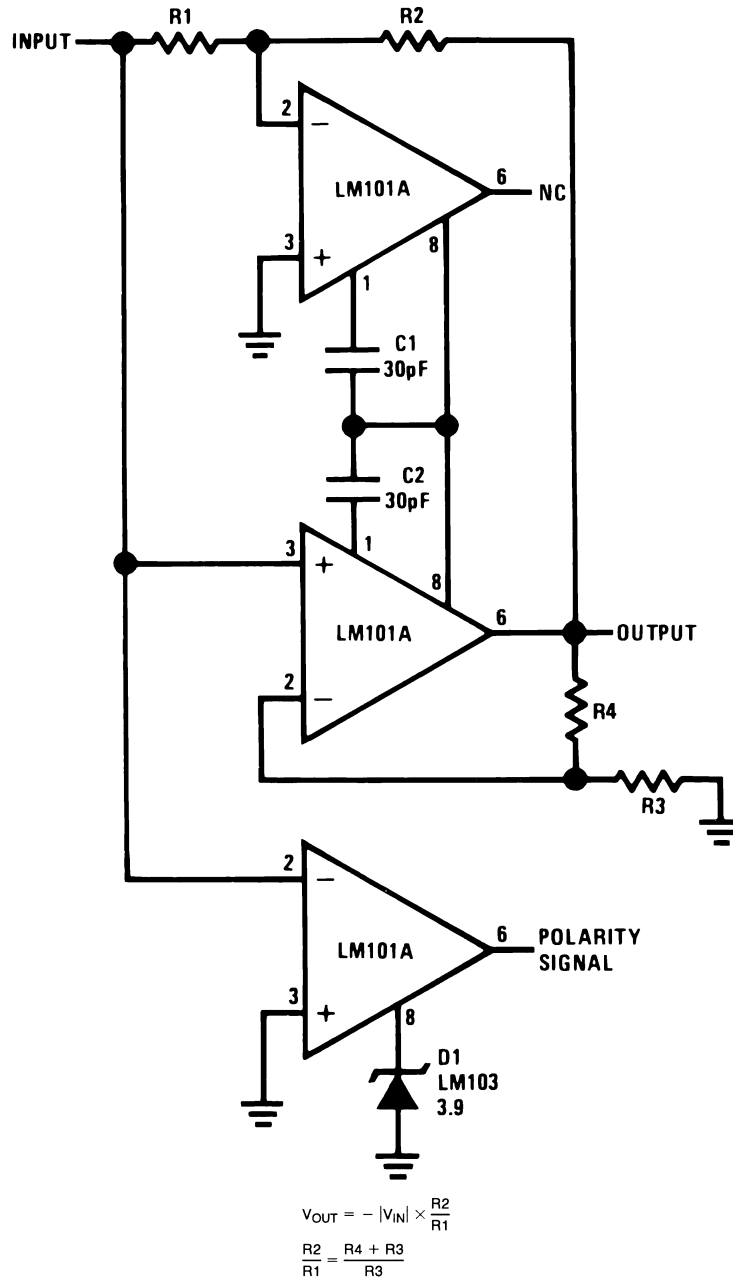 R1
R2
INPUT
2
−
LM101A
6
NC
3
+
8
1
C1
30pF
C2
30pF
1
3
+
8
LM101A
6
OUTPUT
2
−
R4
R3
2
−
LM101A
6
POLARITY
SIGNAL
3
+
8
D1
LM103
3.9
V_OUT = − |V_IN| × R2/R1
R2/R1 = (R4 + R3)/R3